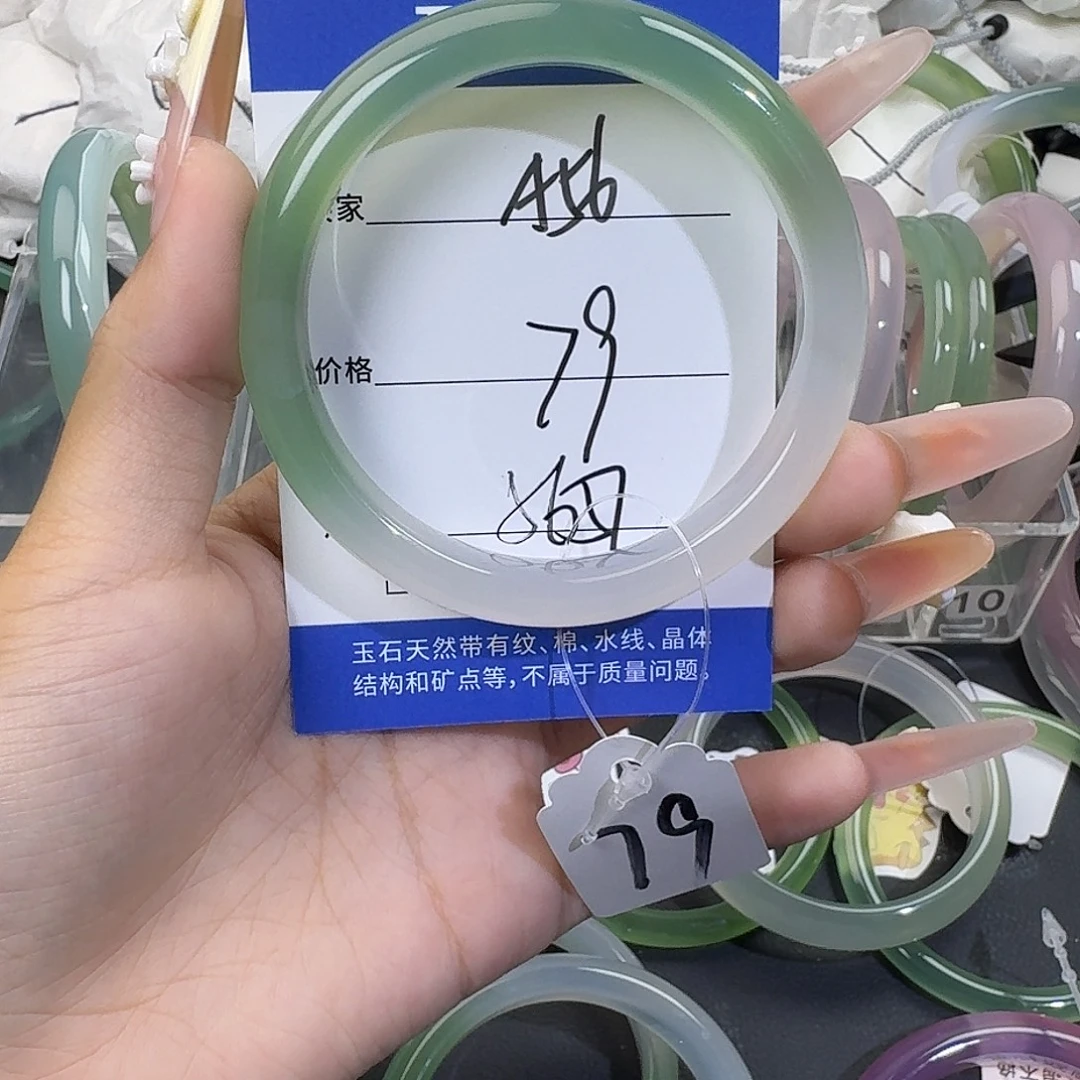 家 A56
价格 79
玉石天然带有纹、棉、水线、晶体
结构和矿点等，不属于质量问题。
79
10